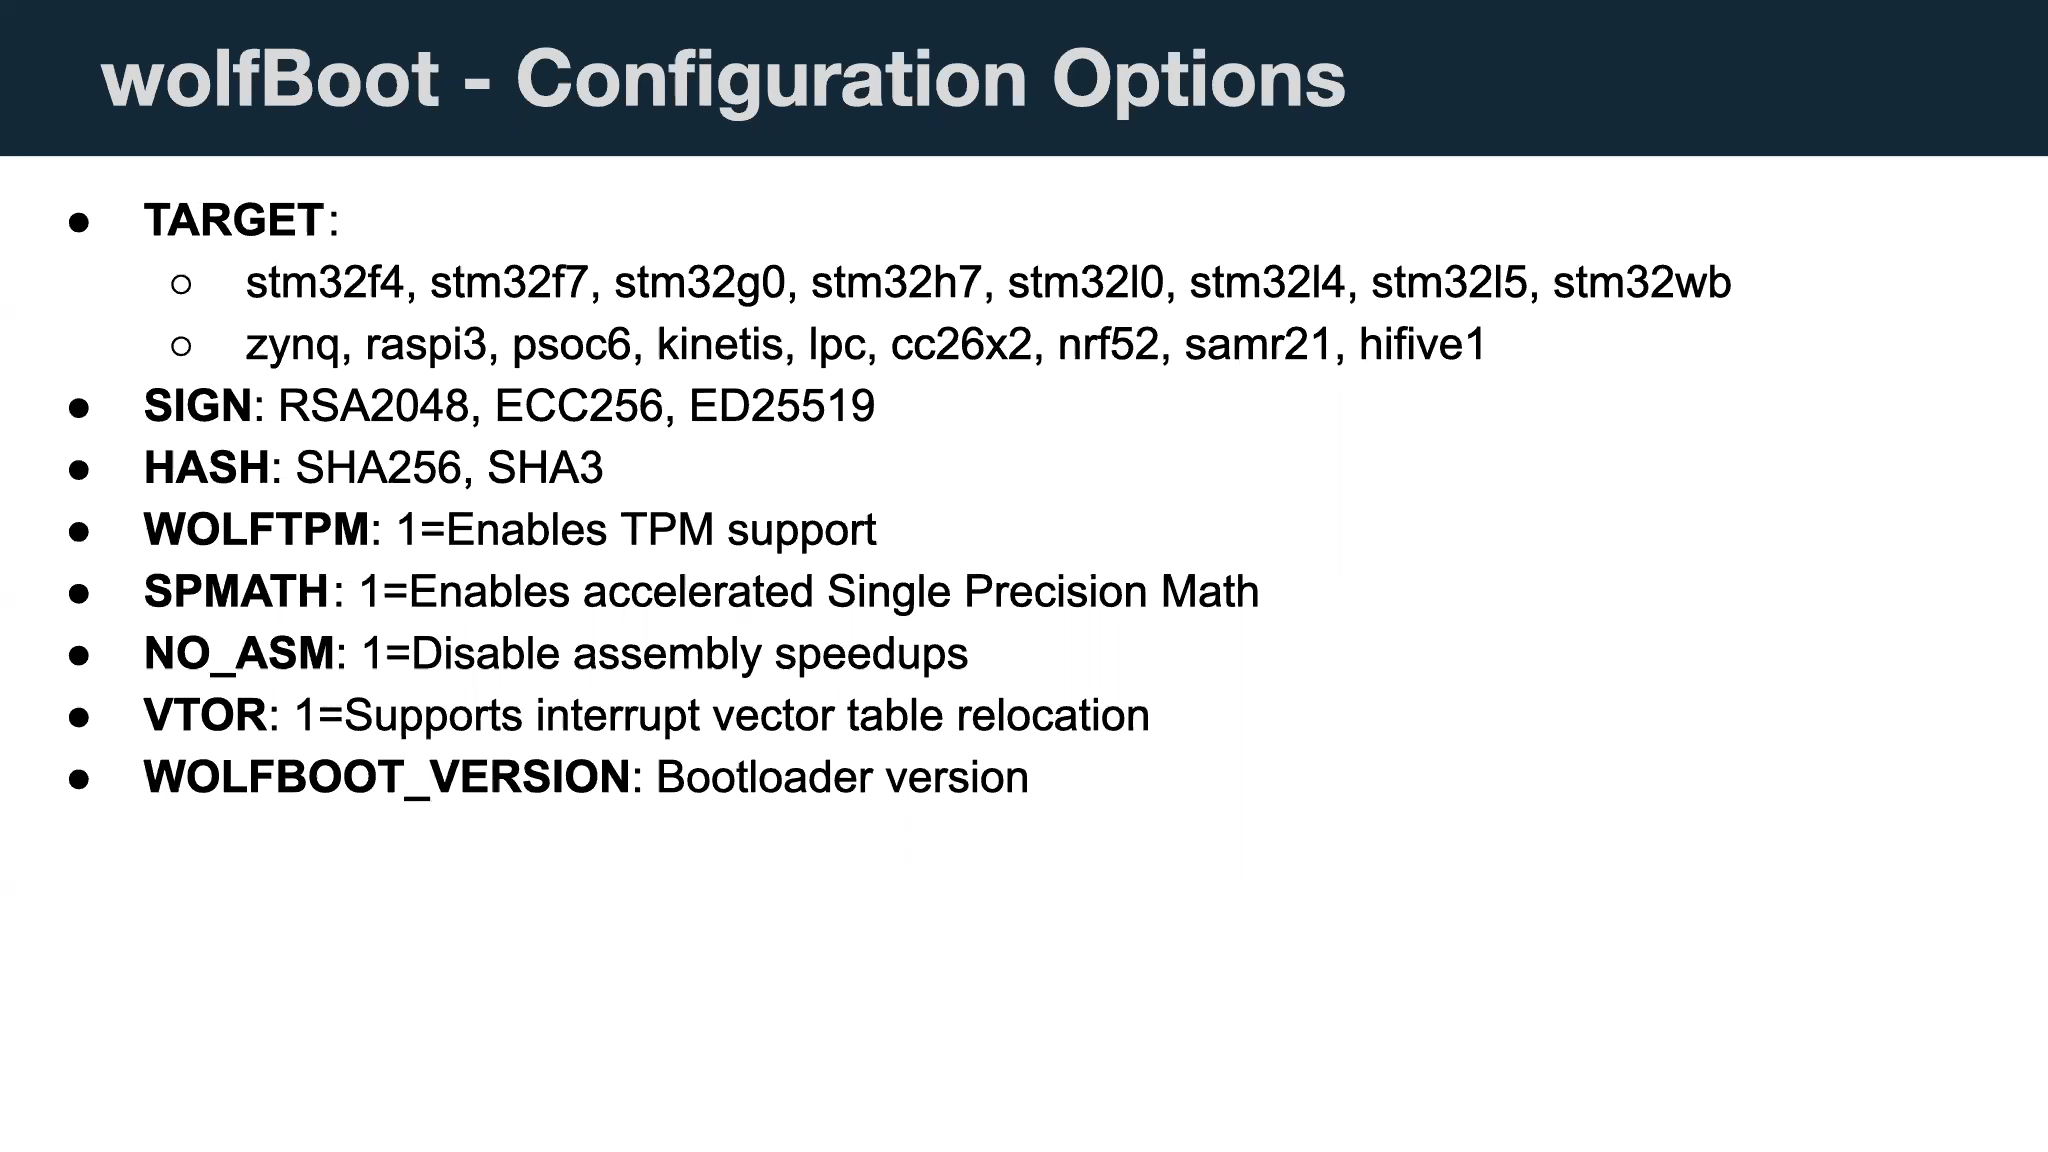 wolfBoot - Configuration Options
● TARGET:
○ stm32f4, stm32f7, stm32g0, stm32h7, stm32l0, stm32l4, stm32l5, stm32wb
○ zynq, raspi3, psoc6, kinetis, lpc, cc26x2, nrf52, samr21, hifive1
● SIGN: RSA2048, ECC256, ED25519
● HASH: SHA256, SHA3
● WOLFTPM: 1=Enables TPM support
● SPMATH: 1=Enables accelerated Single Precision Math
● NO_ASM: 1=Disable assembly speedups
● VTOR: 1=Supports interrupt vector table relocation
● WOLFBOOT_VERSION: Bootloader version